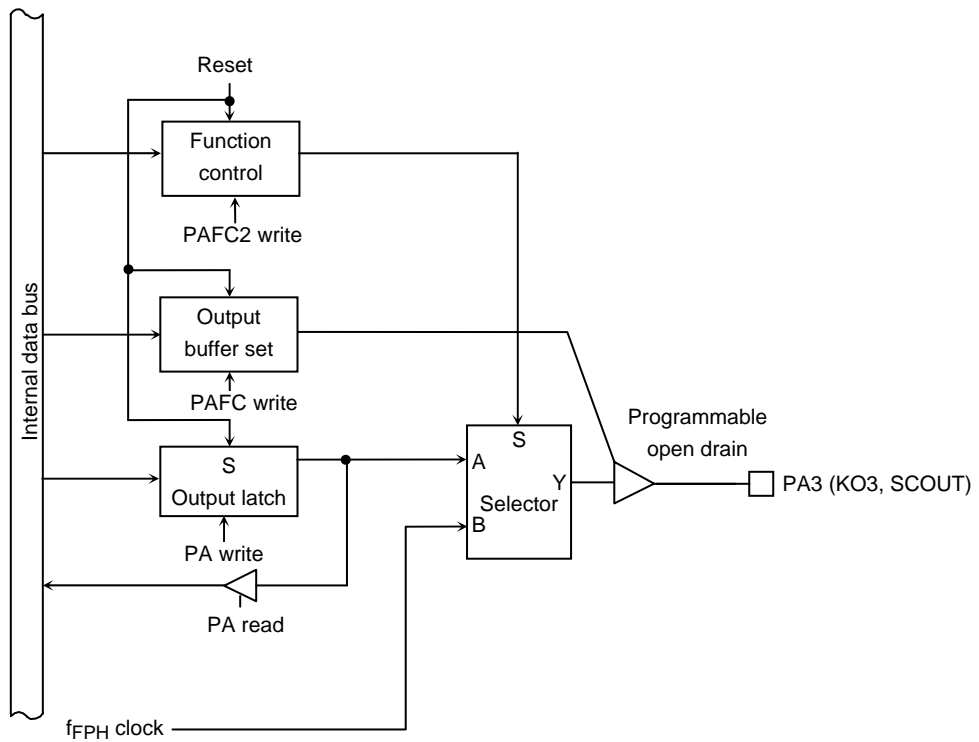 Reset
Function
control
PAFC2 write
Internal data bus
Output
buffer set
PAFC write
S
Output latch
PA write
PA read
S
A
Y
Selector
B
Programmable
open drain
PA3 (KO3, SCOUT)
fFPH clock